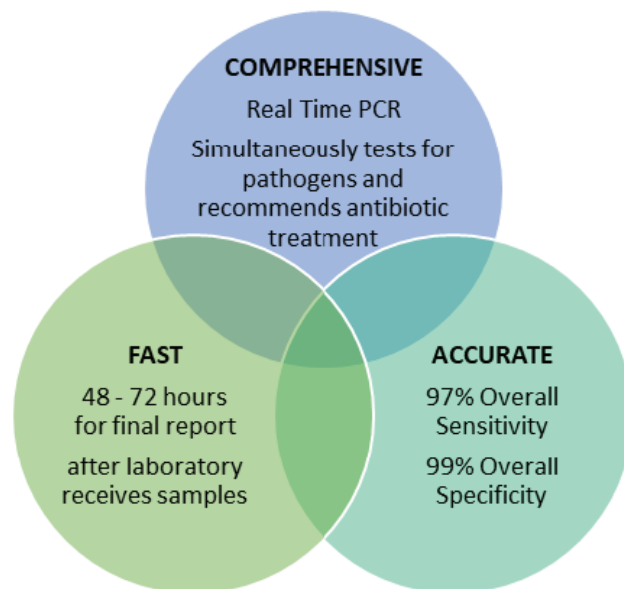 COMPREHENSIVE
Real Time PCR
Simultaneously tests for
pathogens and
recommends antibiotic
treatment
FAST
48 - 72 hours
for final report
after laboratory
receives samples
ACCURATE
97% Overall
Sensitivity
99% Overall
Specificity